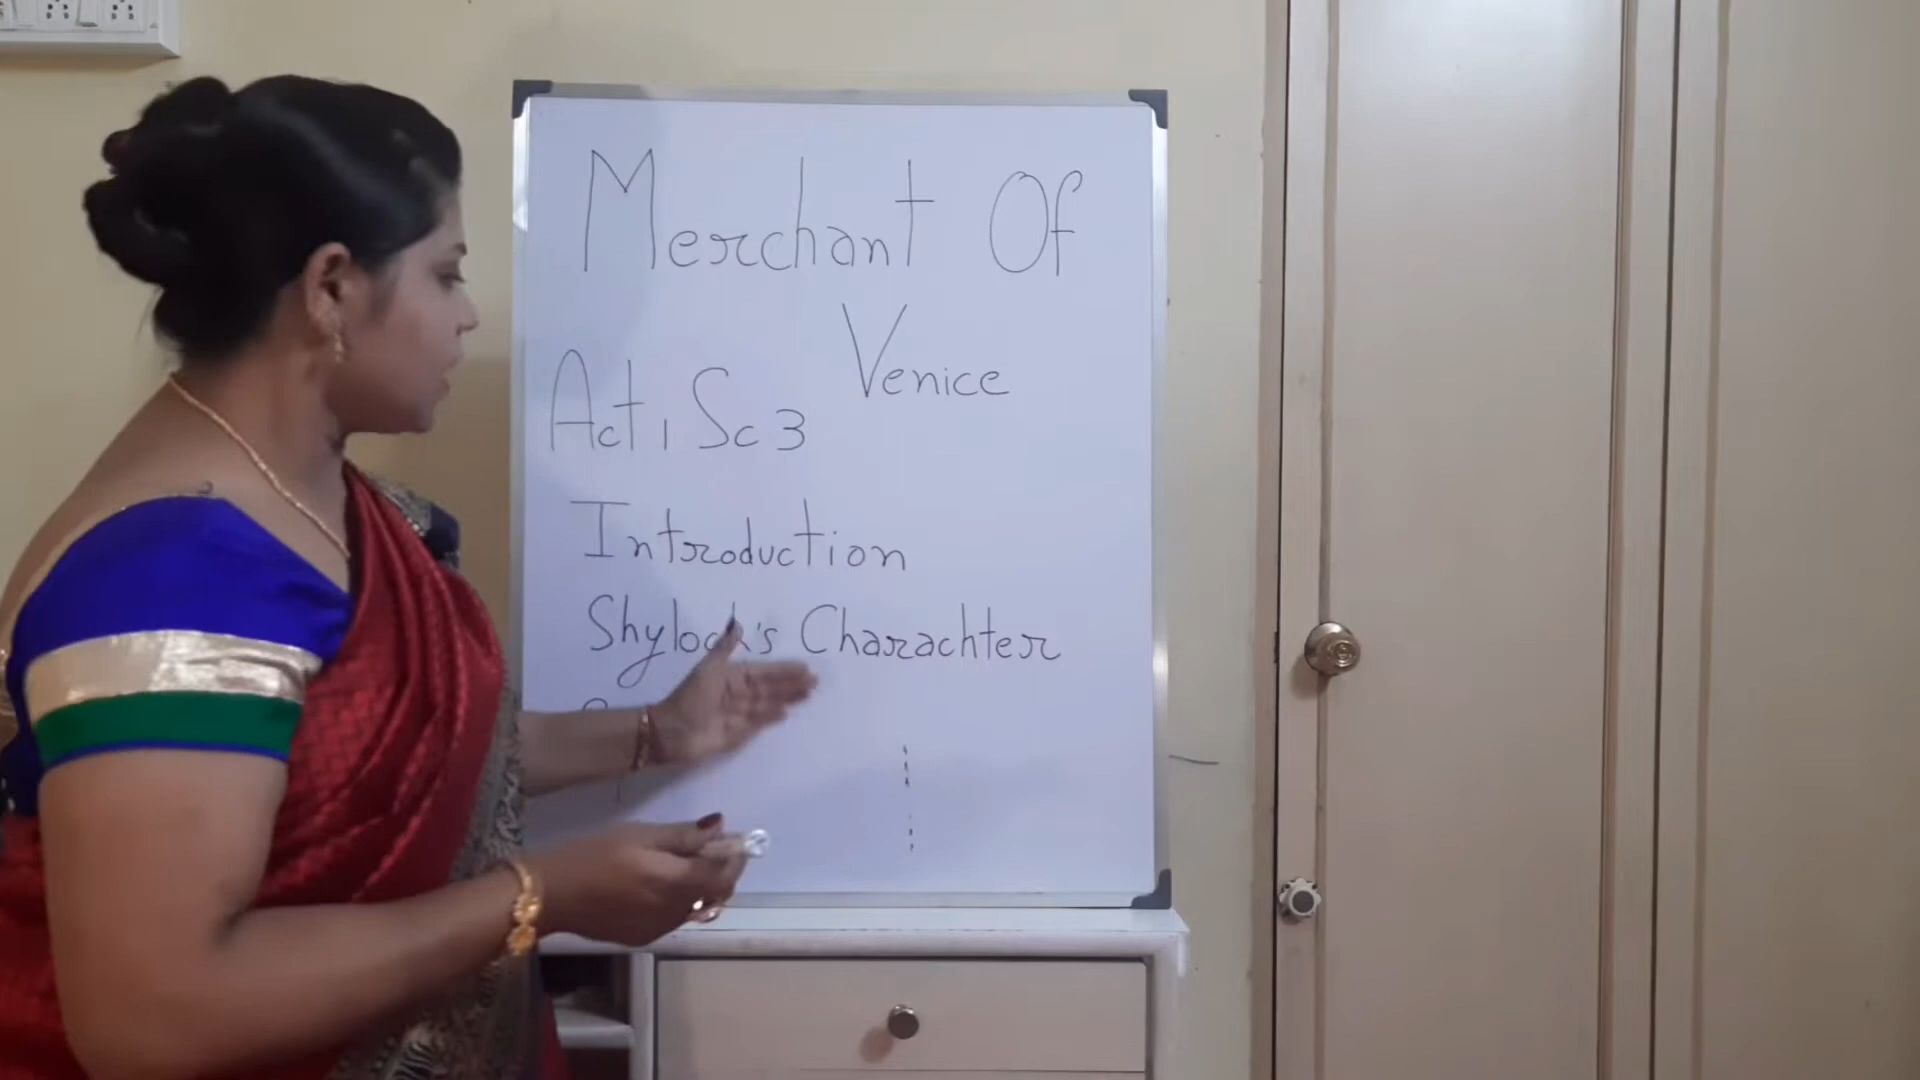 Merchant Of
Venice
Act 1 Sc 3
Introduction
Shylock's Charachter